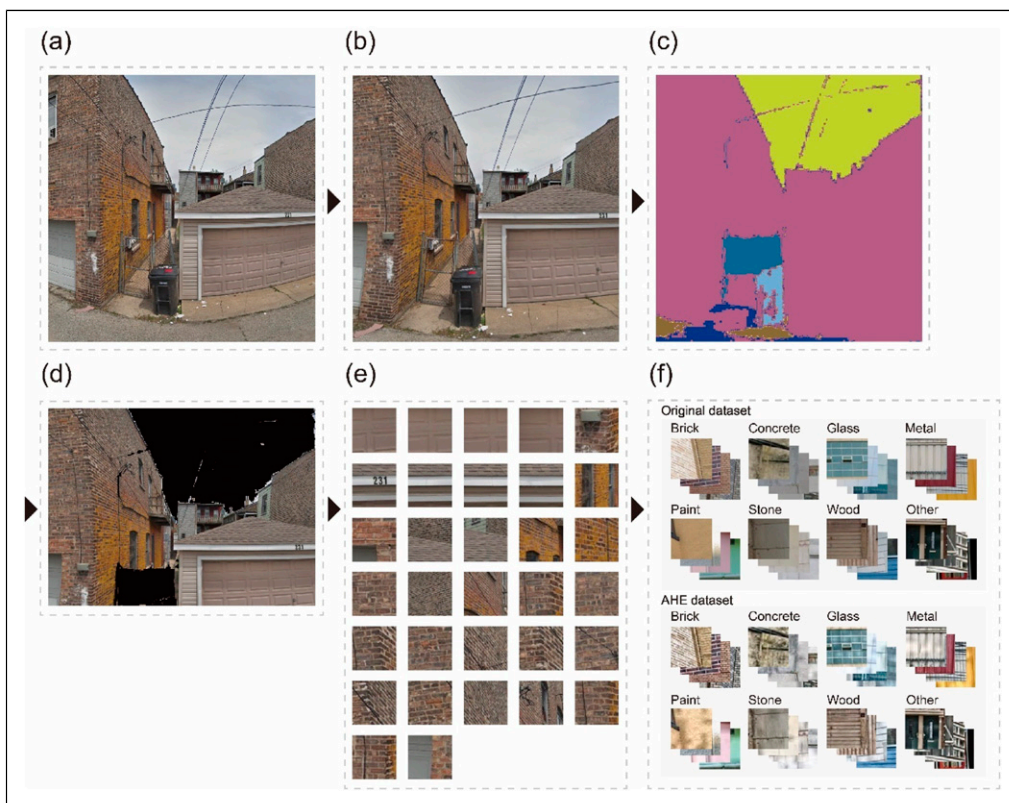 (a)
(b)
(c)
(d)
(e)
(f)
231
Original dataset
Brick Concrete Glass Metal
Paint Stone Wood Other
AHE dataset
Brick Concrete Glass Metal
Paint Stone Wood Other